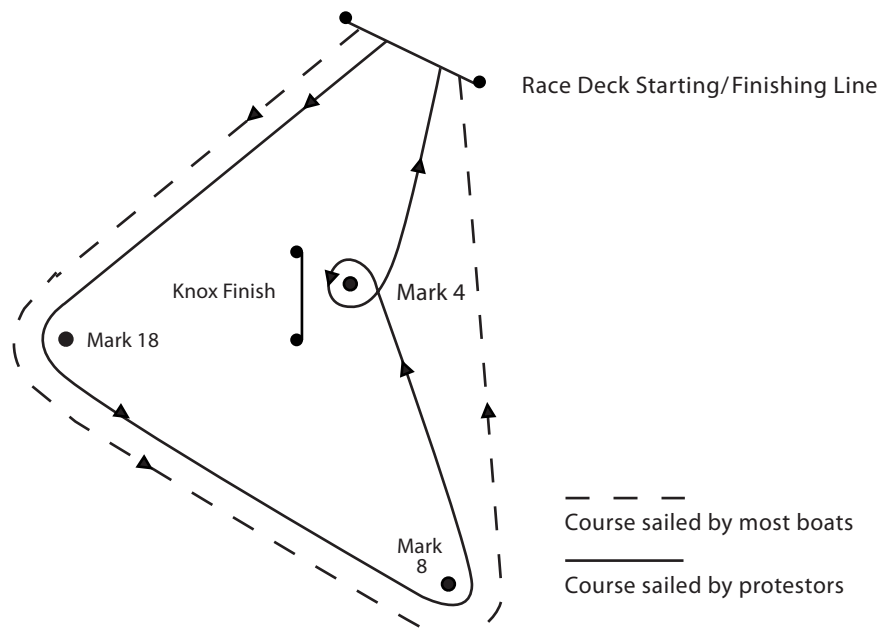 Race Deck Starting/Finishing Line
Knox Finish
Mark 4
Mark 18
Mark
8
Course sailed by most boats
Course sailed by protestors